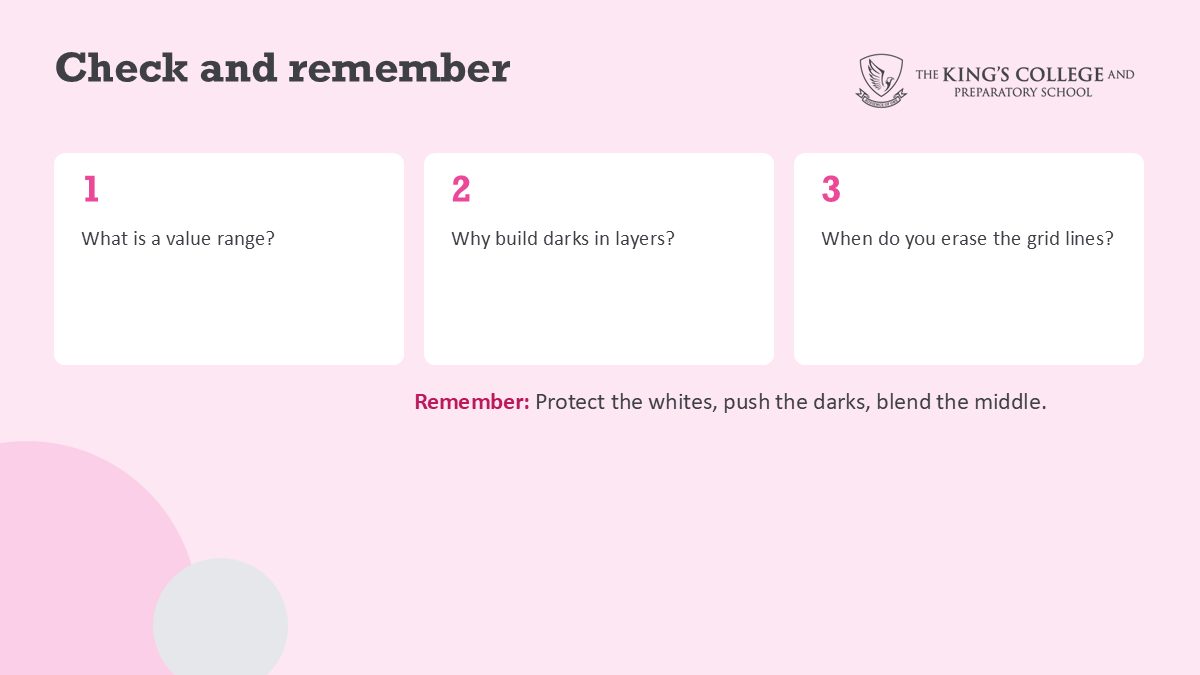 Check and remember
THE KING'S COLLEGE AND
PREPARATORY SCHOOL
1
What is a value range?
2
Why build darks in layers?
3
When do you erase the grid lines?
Remember: Protect the whites, push the darks, blend the middle.